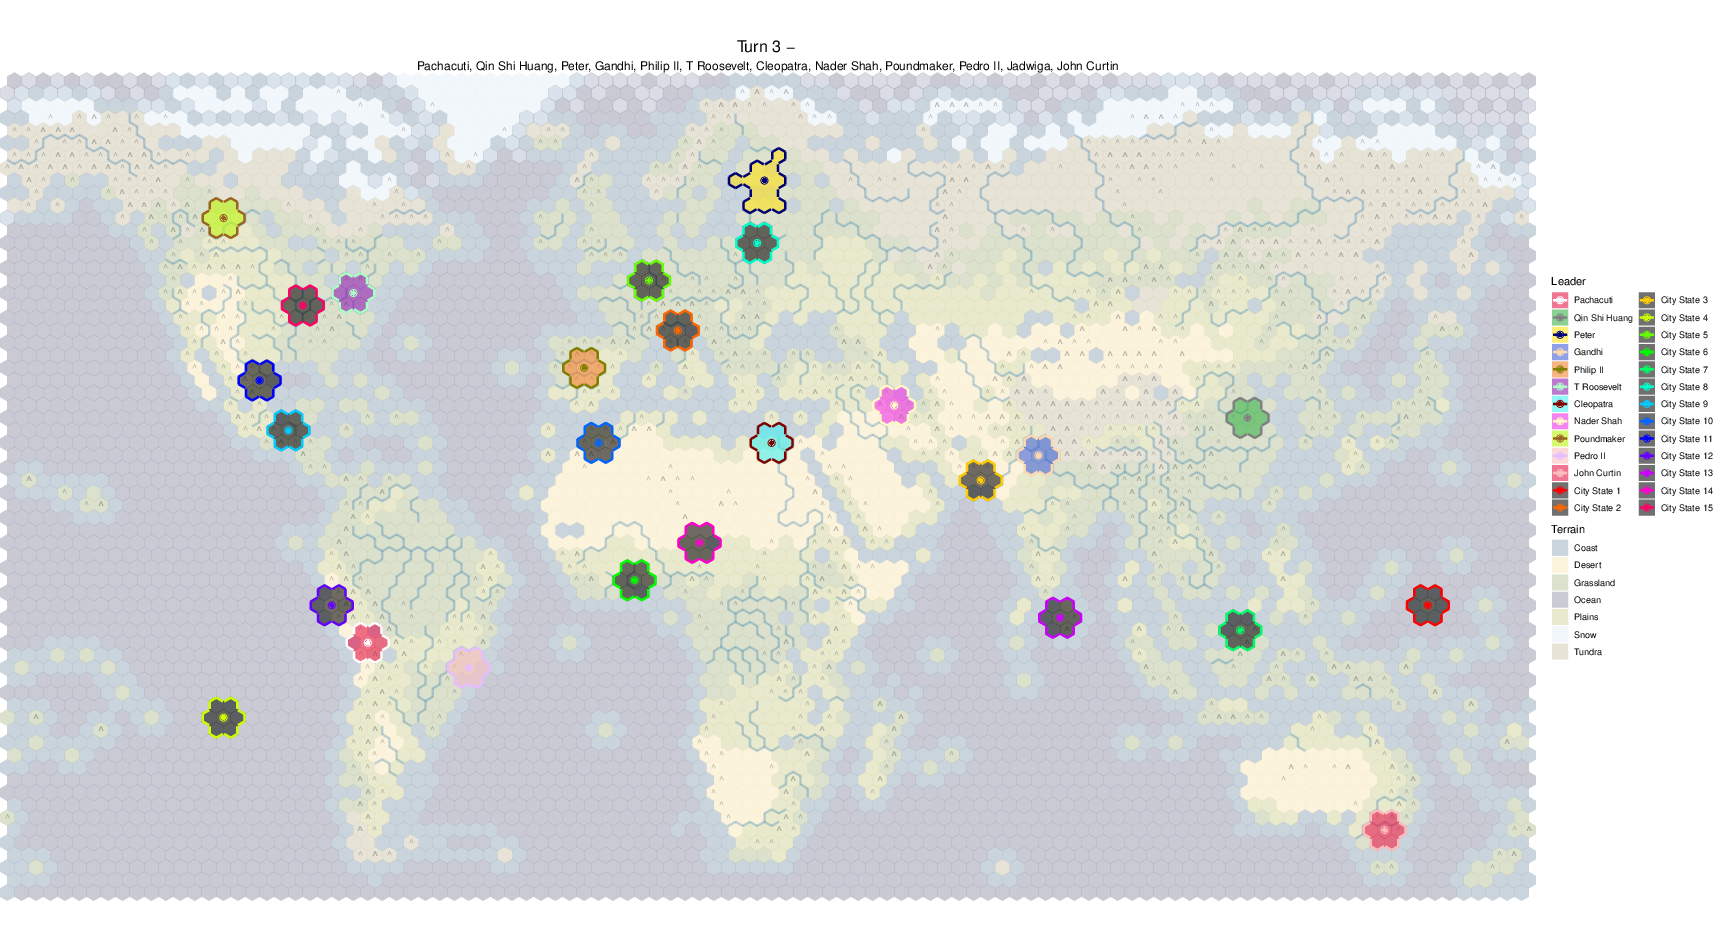 Turn 3 –
Pachacuti, Qin Shi Huang, Peter, Gandhi, Philip II, T Roosevelt, Cleopatra, Nader Shah, Poundmaker, Pedro II, Jadwiga, John Curtin
Leader
Pachacuti City State 3
Qin Shi Huang City State 4
Peter City State 5
Gandhi City State 6
Philip II City State 7
T Roosevelt City State 8
Cleopatra City State 9
Nader Shah City State 10
Poundmaker City State 11
Pedro II City State 12
John Curtin City State 13
City State 1 City State 14
City State 2 City State 15
Terrain
Coast
Desert
Grassland
Ocean
Plains
Snow
Tundra